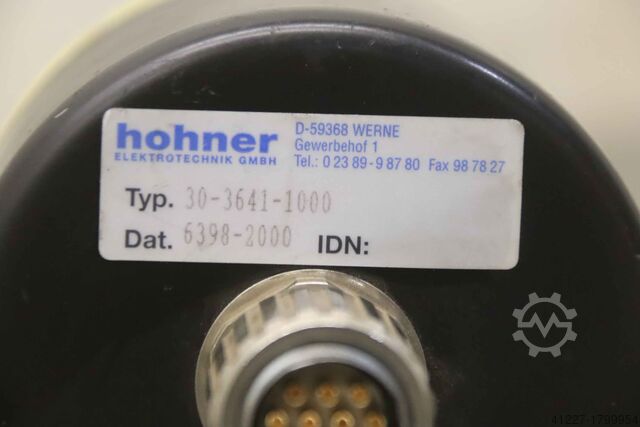 hohner
ELEKTROTECHNIK GMBH
D-59368 WERNE
Gewerbehof 1
Tel.: 0 23 89-9 87 80 Fax 98 78 27
Typ. 30-3641-1000
Dat. 6398-2000 IDN:
41227-1799954